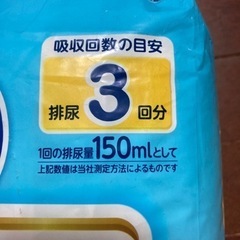 吸収回数の目安
排尿3回分
1回の排尿量150mlとして
上記数値は当社測定方法によるものです